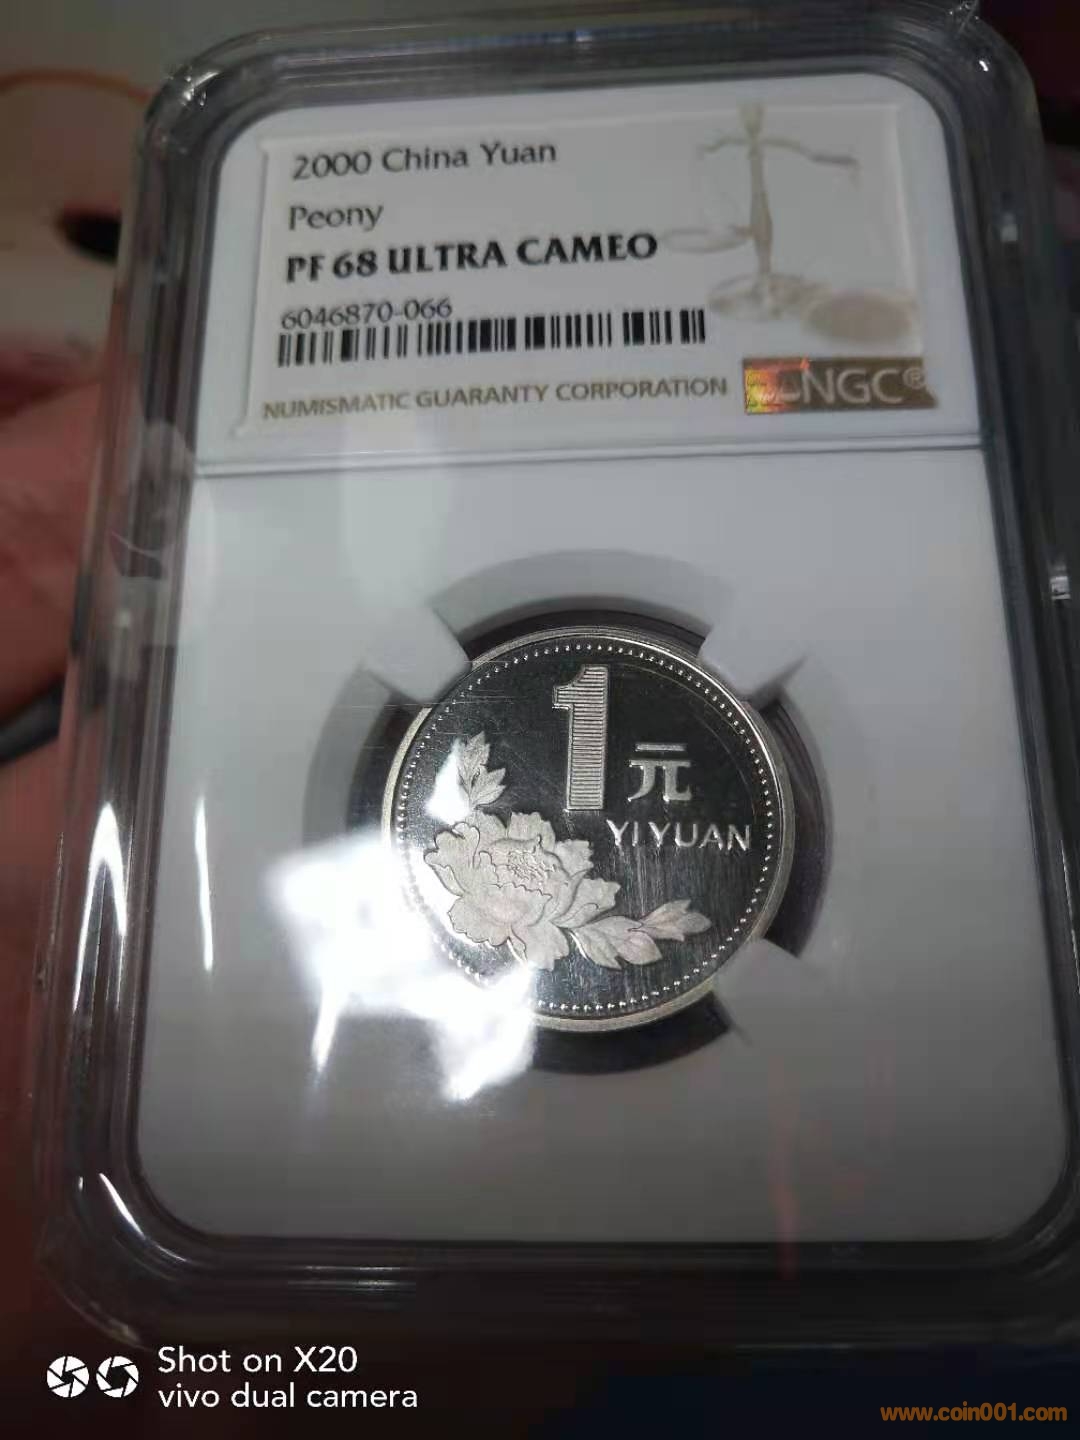 2000 China Yuan
Peony
PF 68 ULTRA CAMEO
6046870-066
NUMISMATIC GUARANTY CORPORATION
NGC®
1元
YI YUAN
Shot on X20
vivo dual camera
www.coin001.com